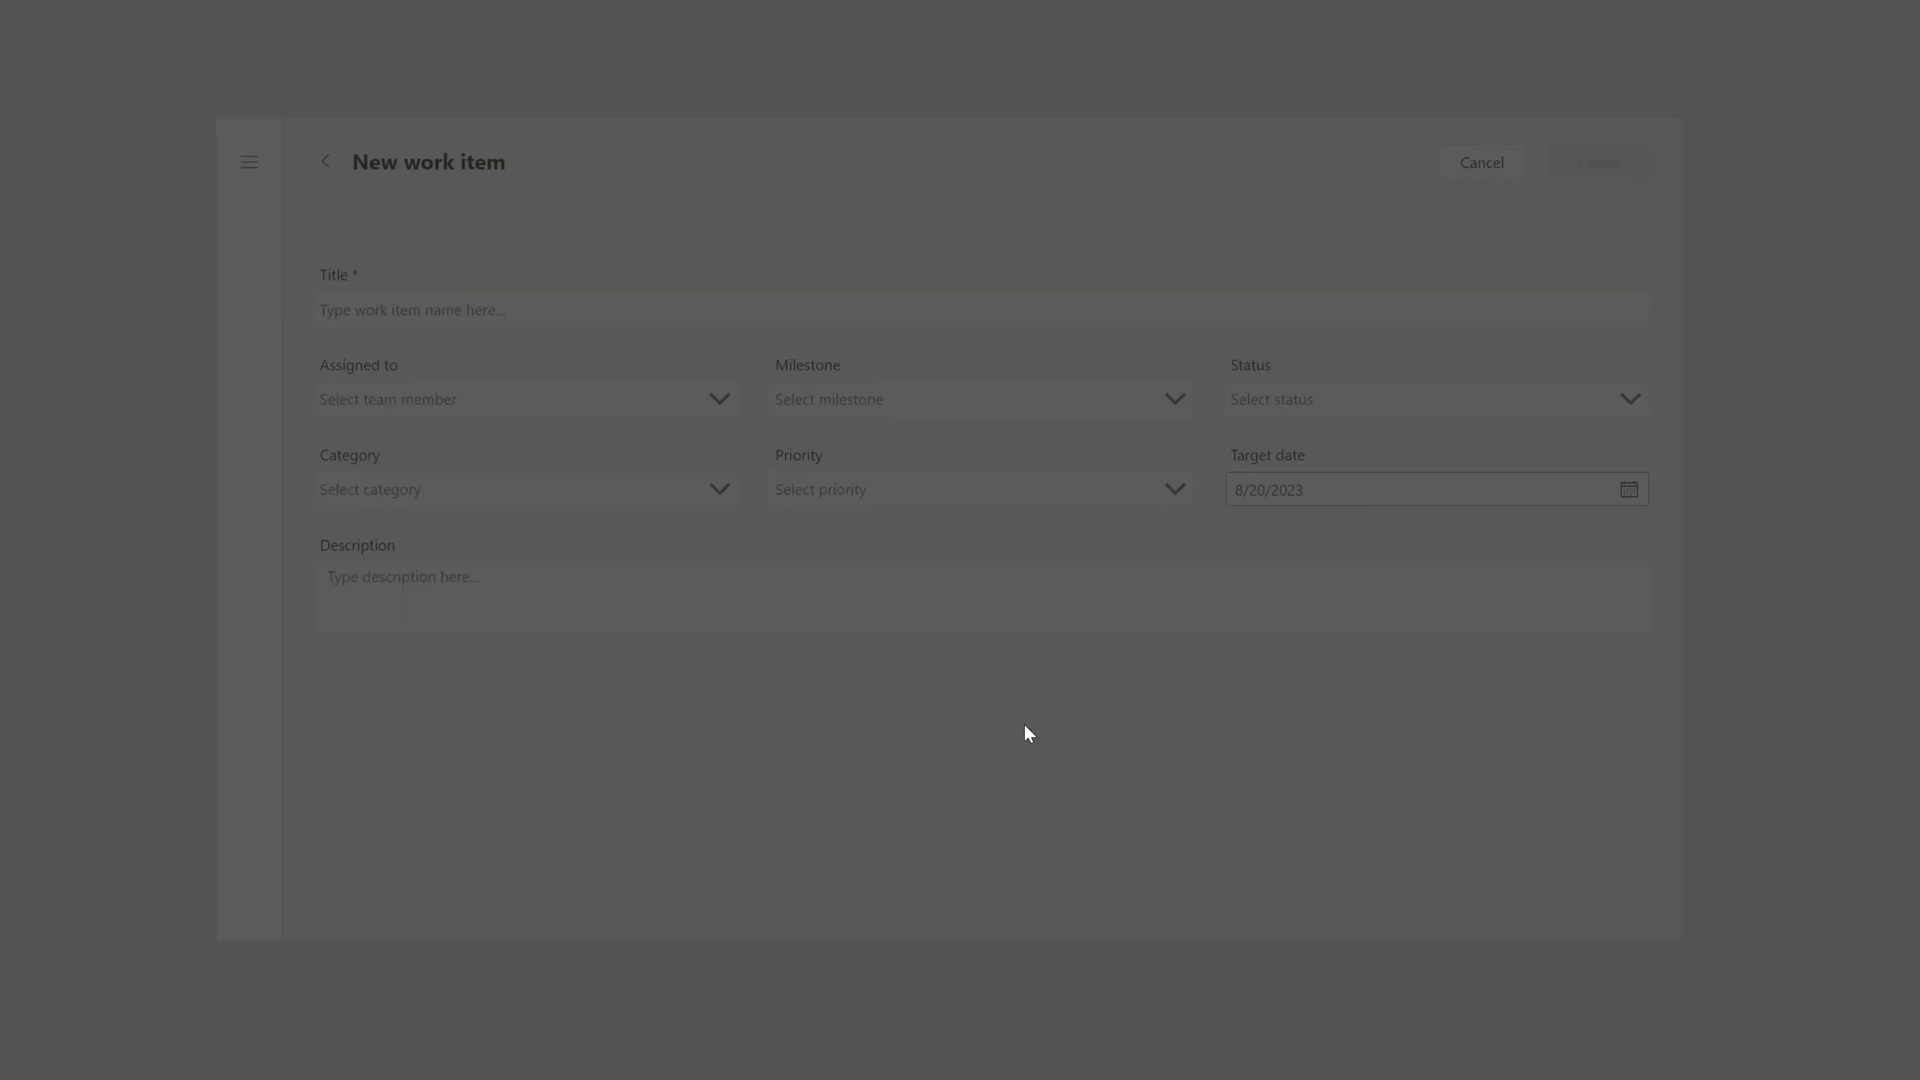 New work item
Cancel
Title *
Type work item name here...
Assigned to
Milestone
Status
Select team member
Select milestone
Select status
Category
Priority
Target date
Select category
Select priority
8/20/2023
Description
Type description here...